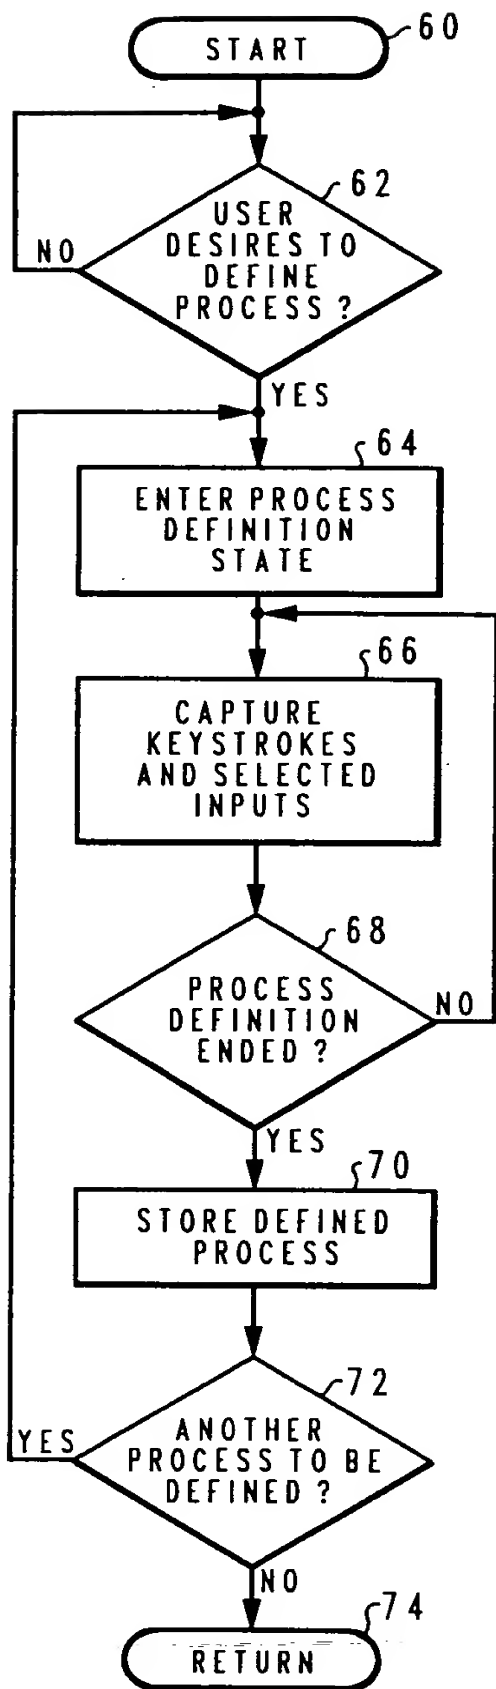 START
60
62
USER
DESIRES TO
DEFINE
PROCESS ?
NO
YES
64
ENTER PROCESS
DEFINITION
STATE
66
CAPTURE
KEYSTROKES
AND SELECTED
INPUTS
68
PROCESS
DEFINITION
ENDED ?
NO
YES
70
STORE DEFINED
PROCESS
72
ANOTHER
PROCESS TO BE
DEFINED ?
YES
NO
74
RETURN